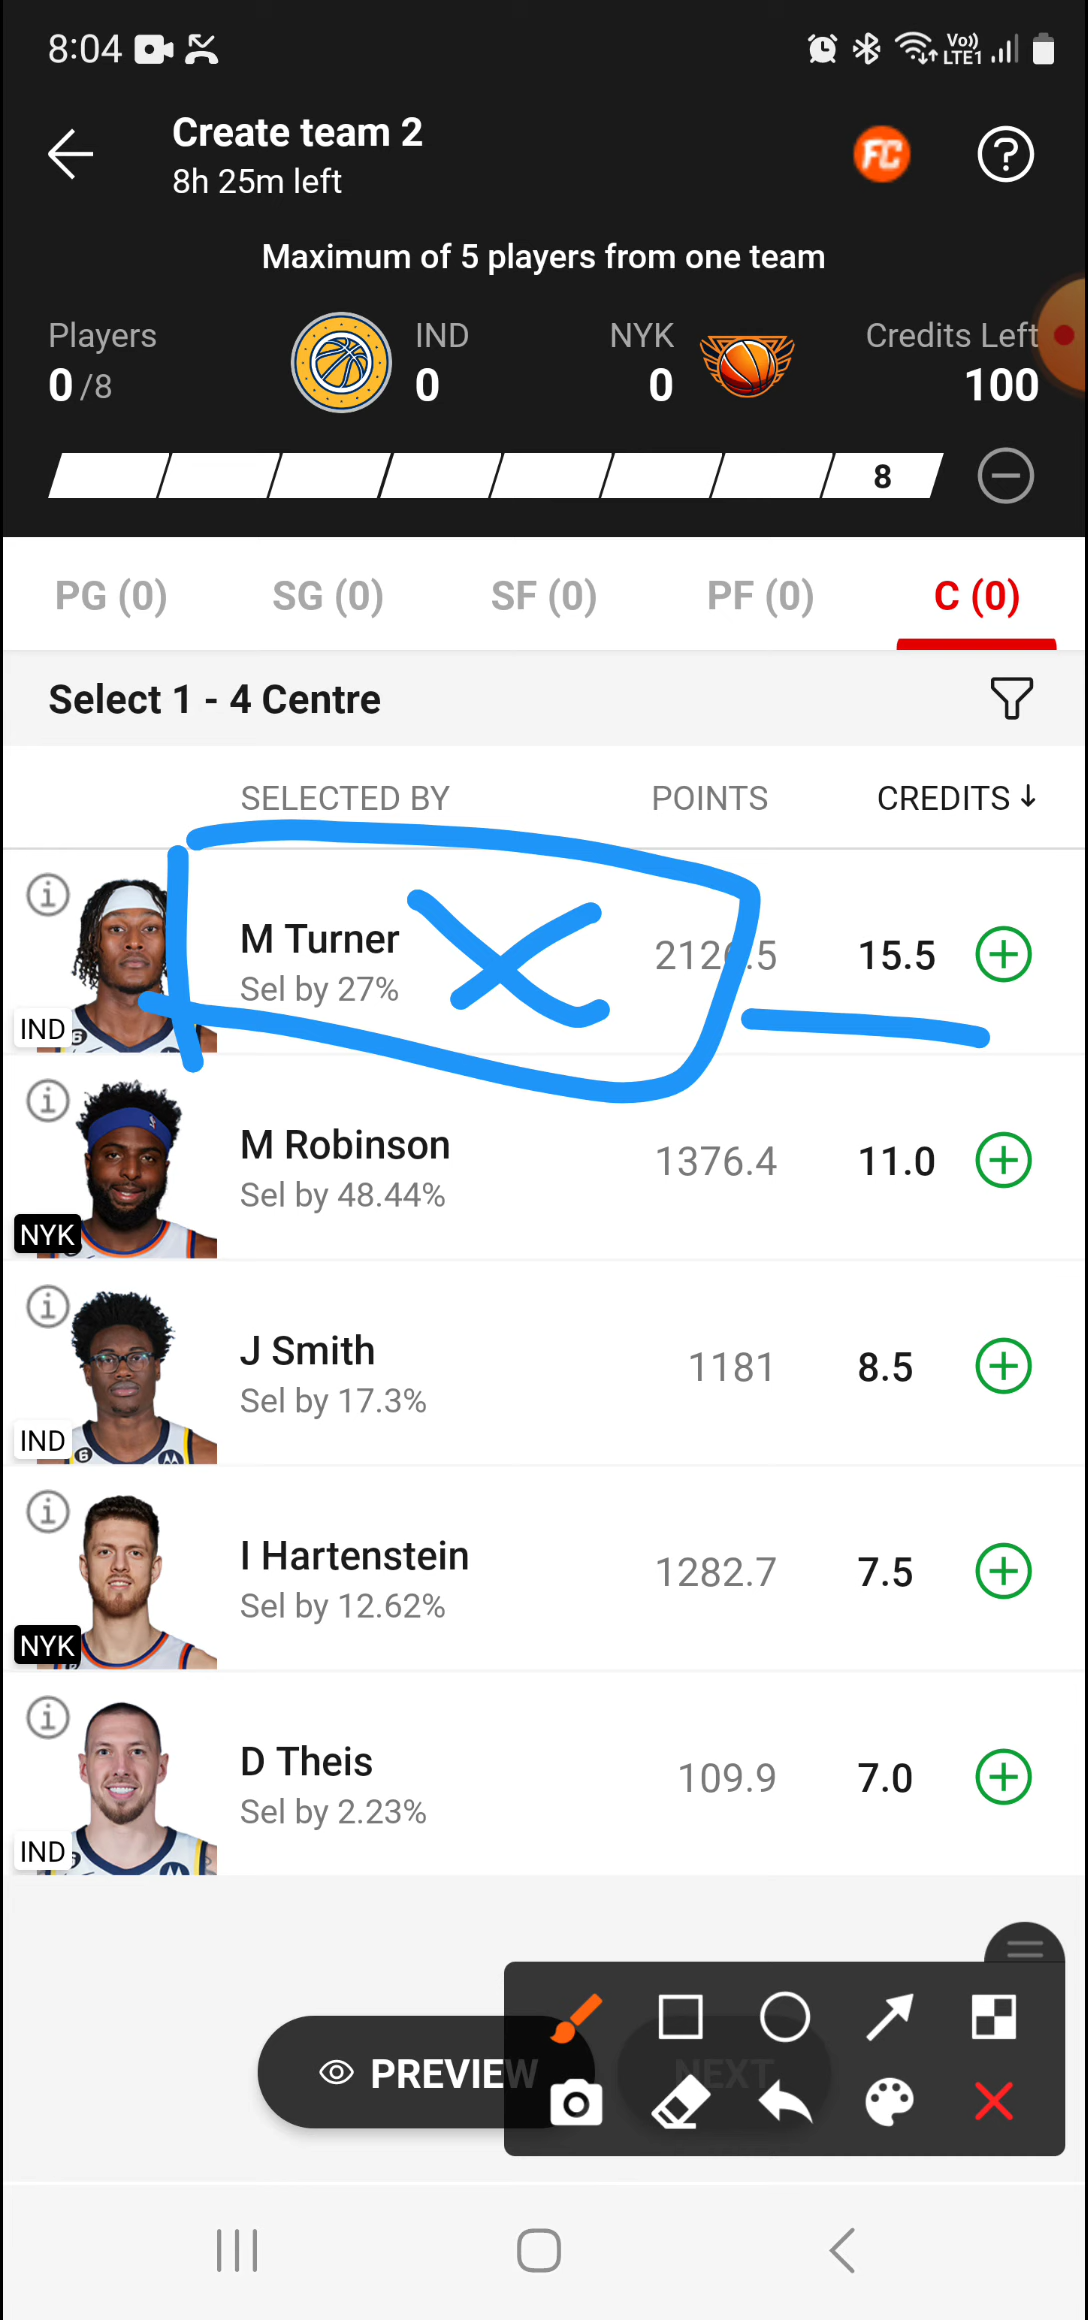 8:04
Vo))
LTE1
Create team 2
8h 25m left
FC
Maximum of 5 players from one team
Players
0/8
IND
0
NYK
0
Credits Left
100
8
PG (0)
SG (0)
SF (0)
PF (0)
C (0)
Select 1 - 4 Centre
SELECTED BY
POINTS
CREDITS
M Turner
Sel by 27%
15.5
IND
M Robinson
Sel by 48.44%
1376.4
11.0
NYK
J Smith
Sel by 17.3%
1181
8.5
IND
I Hartenstein
Sel by 12.62%
1282.7
7.5
NYK
D Theis
Sel by 2.23%
109.9
7.0
IND
PREVIEW
NEXT